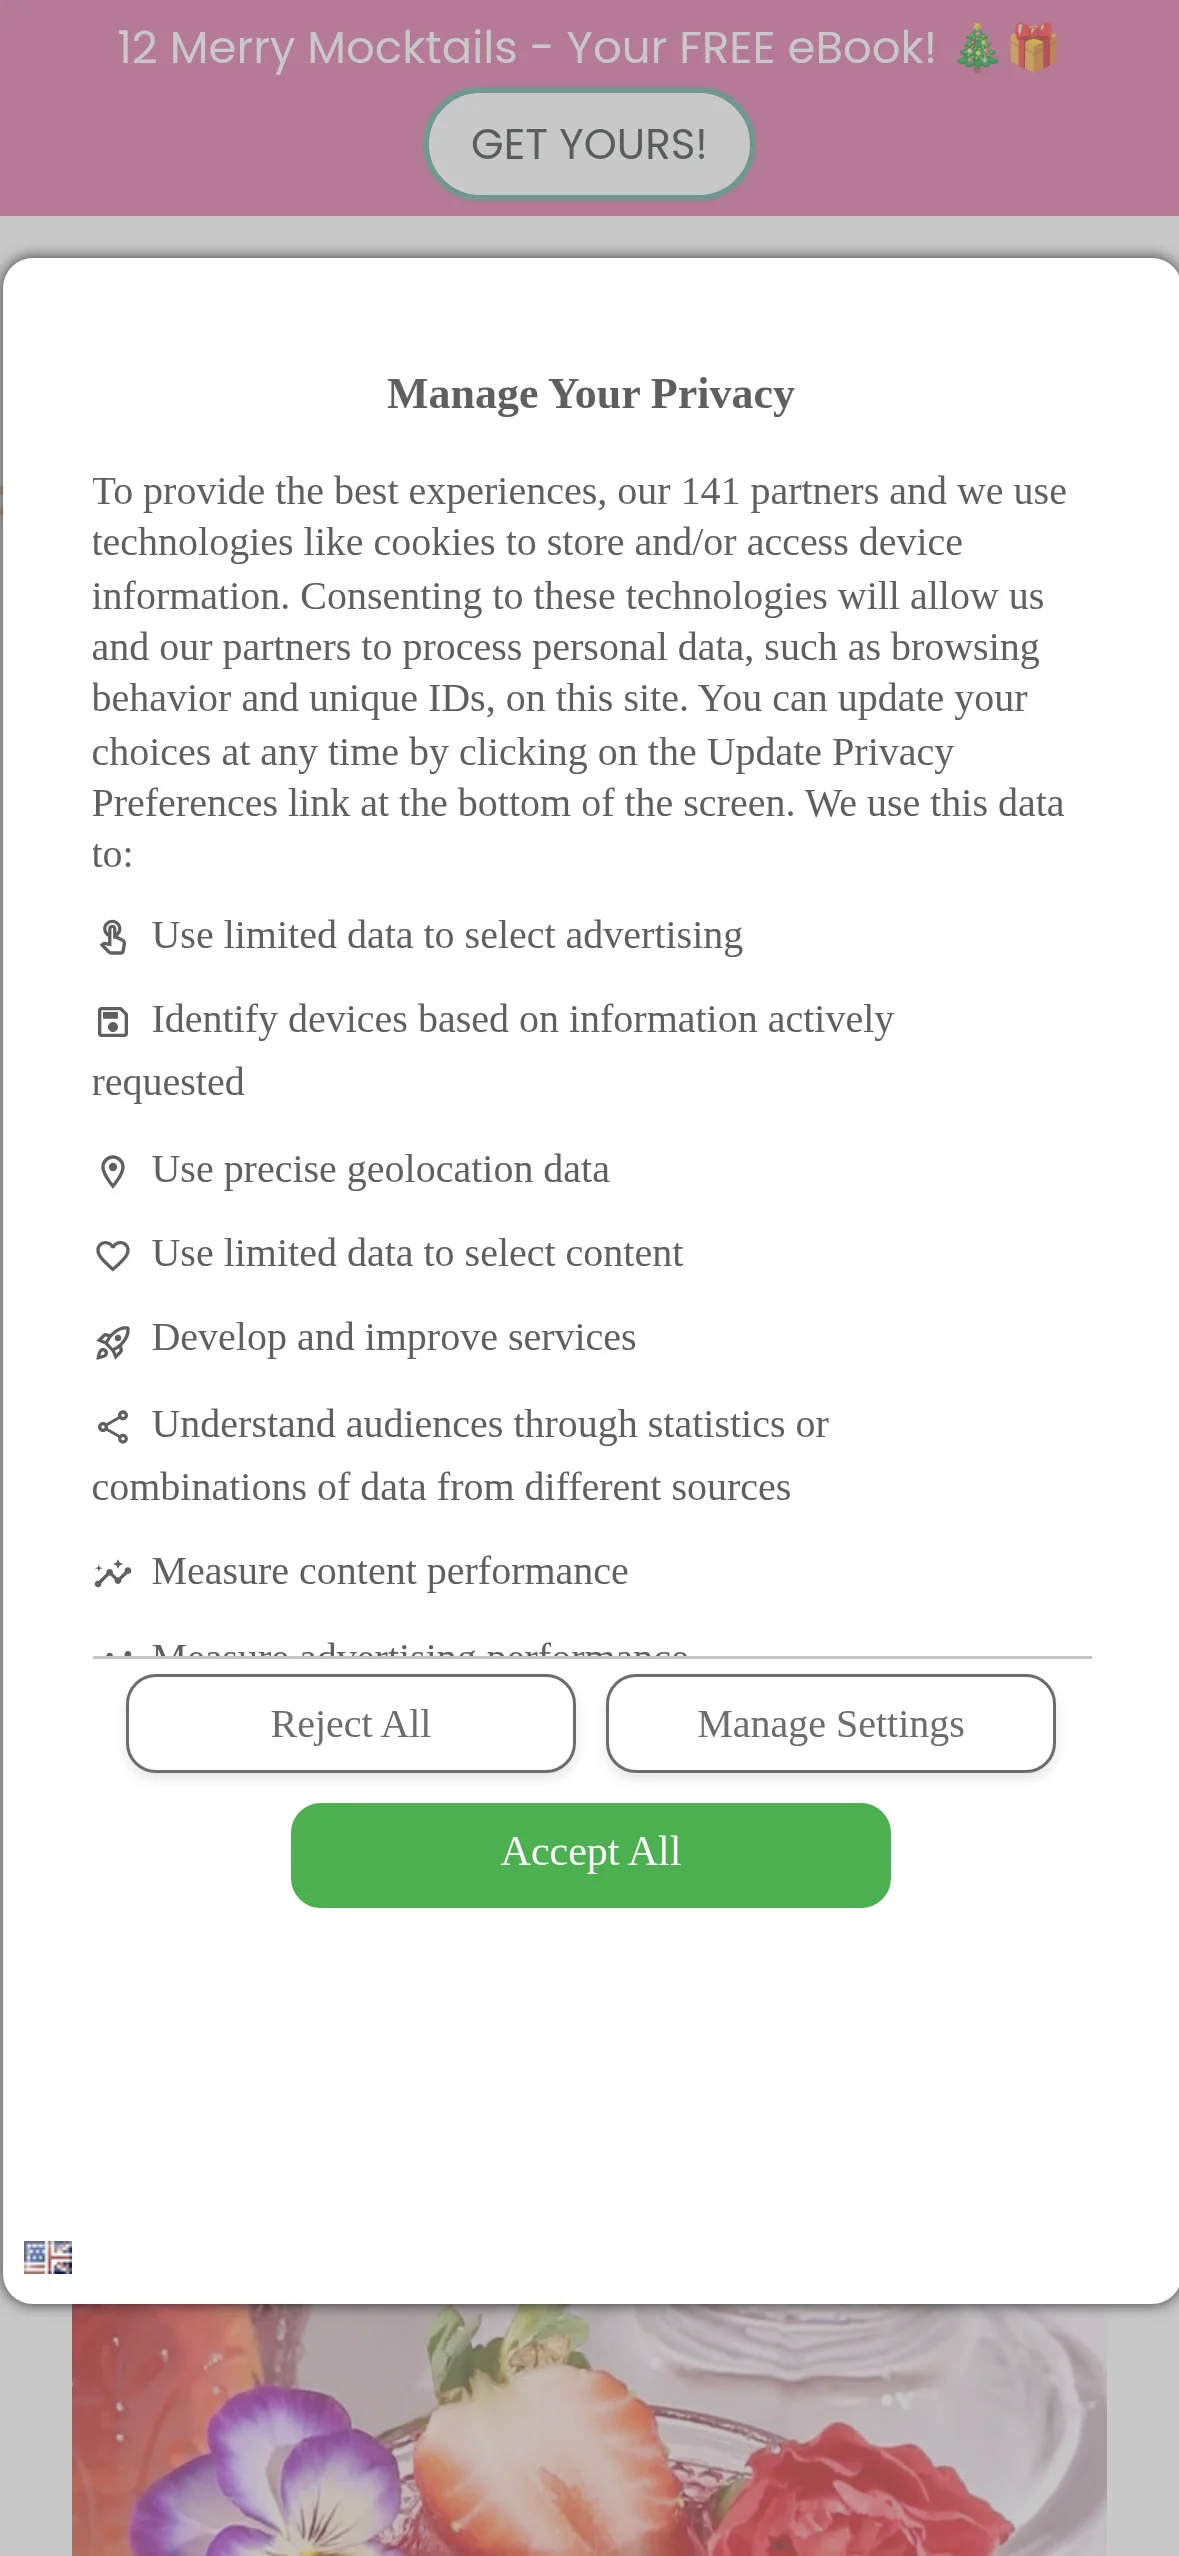 12 Merry Mocktails - Your FREE eBook! 🎄🎁
GET YOURS!
Manage Your Privacy
To provide the best experiences, our 141 partners and we use
technologies like cookies to store and/or access device
information. Consenting to these technologies will allow us
and our partners to process personal data, such as browsing
behavior and unique IDs, on this site. You can update your
choices at any time by clicking on the Update Privacy
Preferences link at the bottom of the screen. We use this data
to:
Use limited data to select advertising
Identify devices based on information actively
requested
Use precise geolocation data
Use limited data to select content
Develop and improve services
Understand audiences through statistics or
combinations of data from different sources
Measure content performance
Measure advertising performance
Reject All
Manage Settings
Accept All